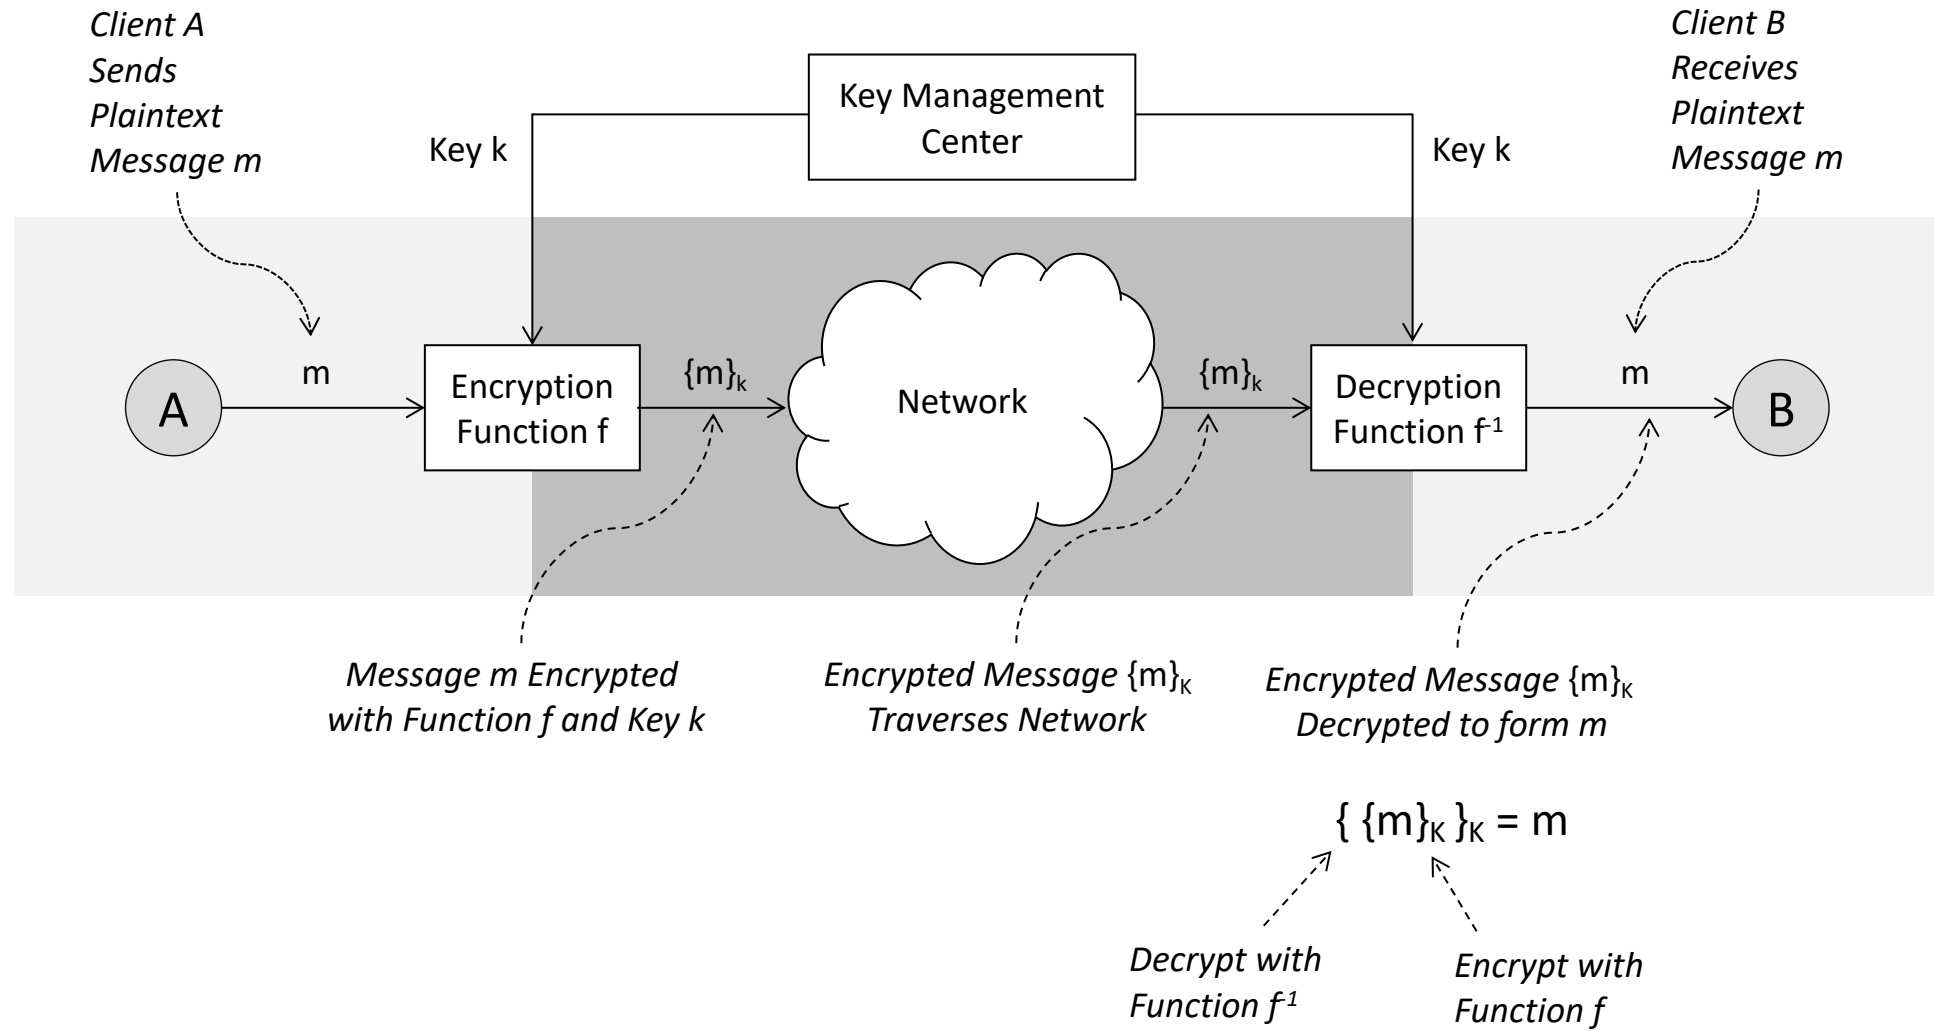 Client A
Sends
Plaintext
Message m
Client B
Receives
Plaintext
Message m
Key Management
Center
Key k
Key k
A
m
Encryption
Function f
{m}k
Network
{m}k
Decryption
Function f-1
m
B
Message m Encrypted
with Function f and Key k
Encrypted Message {m}K
Traverses Network
Encrypted Message {m}K
Decrypted to form m
{ {m}K }K = m
Decrypt with
Function f-1
Encrypt with
Function f